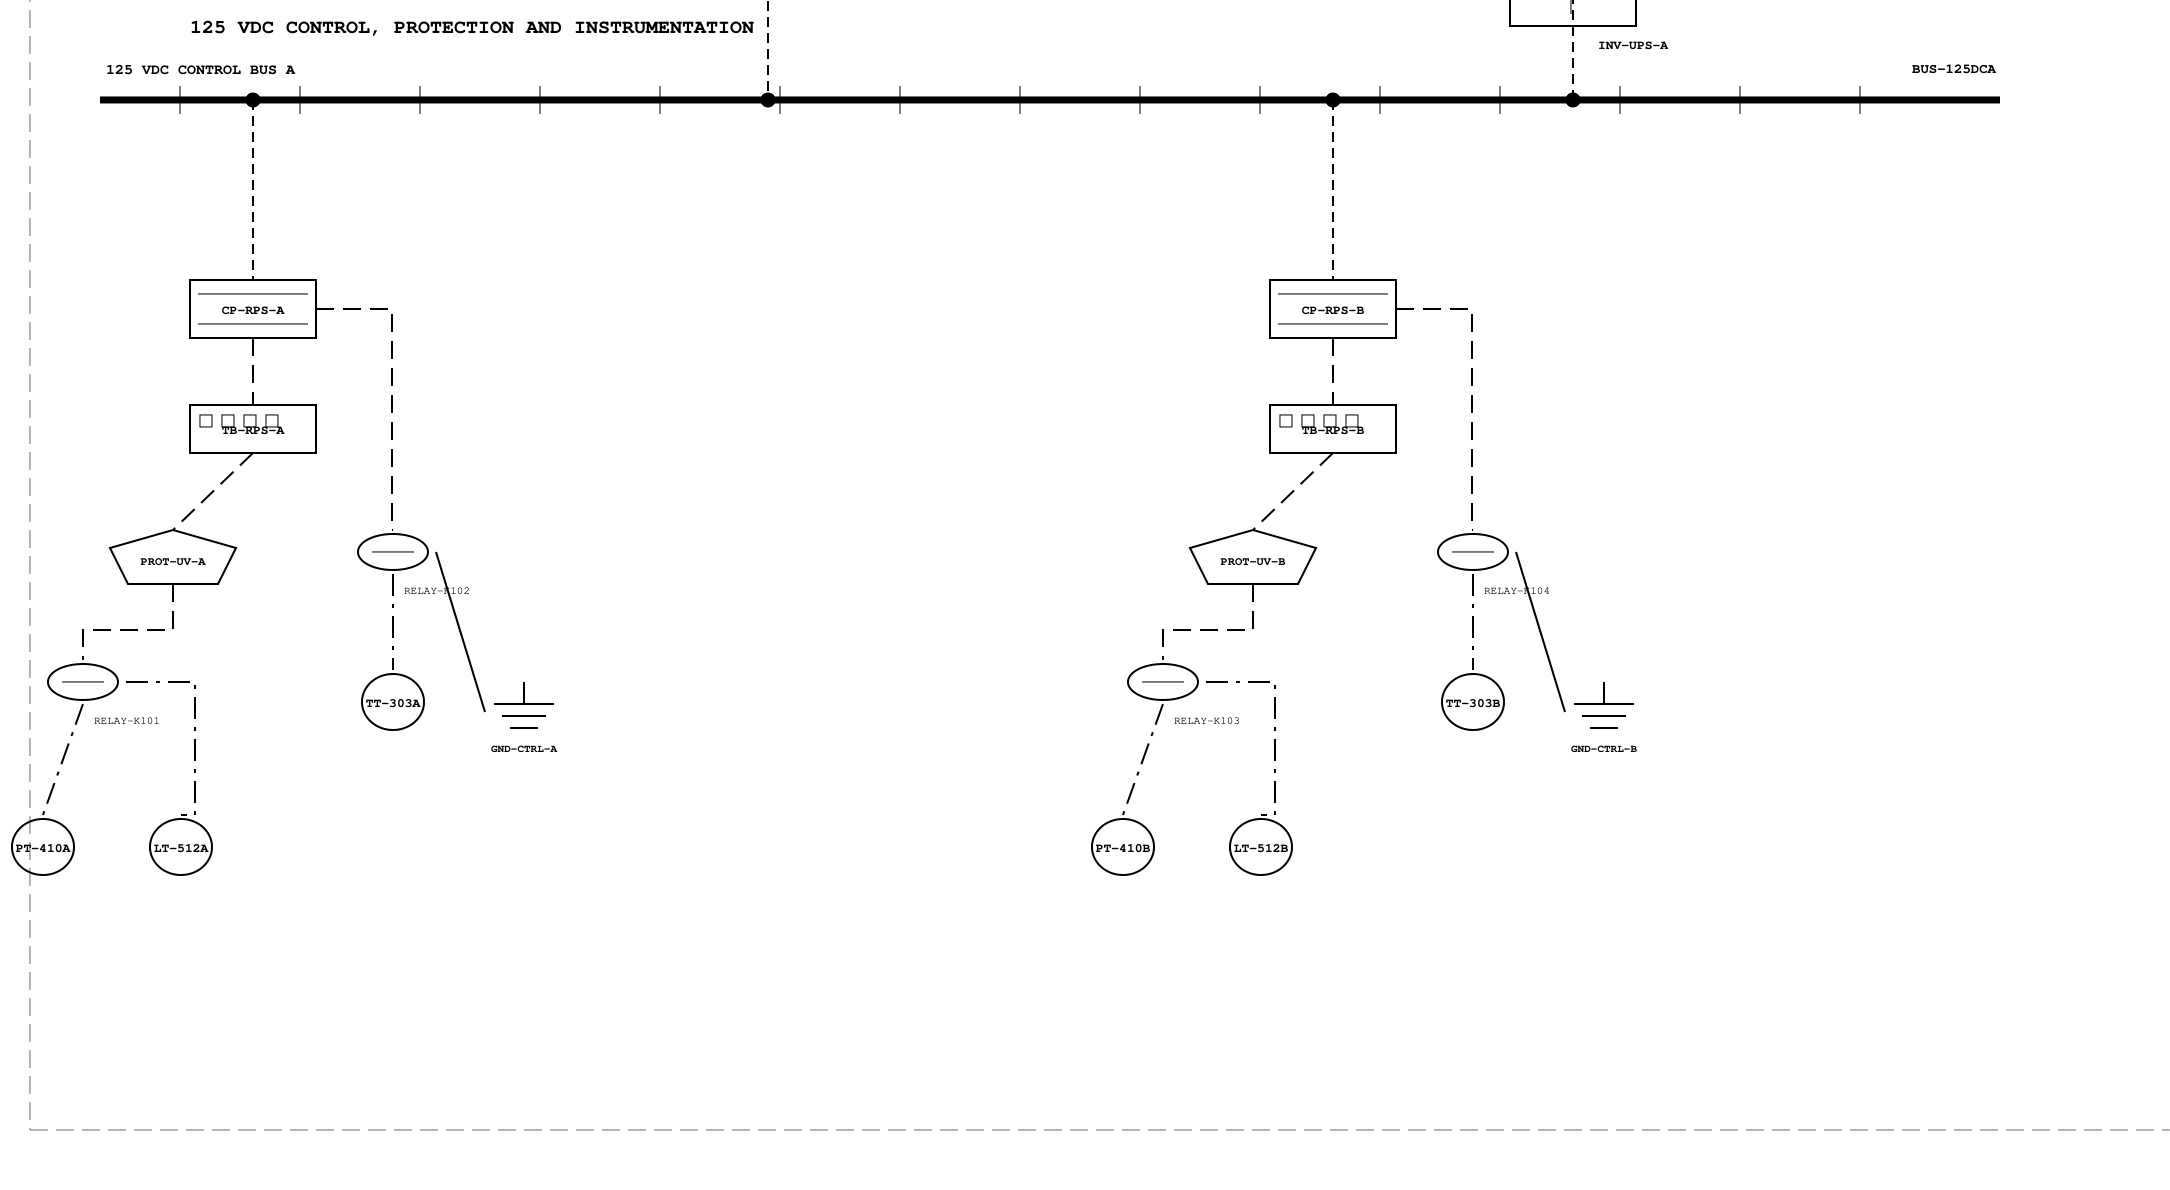 125 VDC CONTROL, PROTECTION AND INSTRUMENTATION
INV-UPS-A
125 VDC CONTROL BUS A
BUS-125DCA
CP-RPS-A
CP-RPS-B
TB-RPS-A
TB-RPS-B
PROT-UV-A
PROT-UV-B
RELAY-K102
RELAY-K104
TT-303A
TT-303B
RELAY-K101
RELAY-K103
GND-CTRL-A
GND-CTRL-B
PT-410A
LT-512A
PT-410B
LT-512B